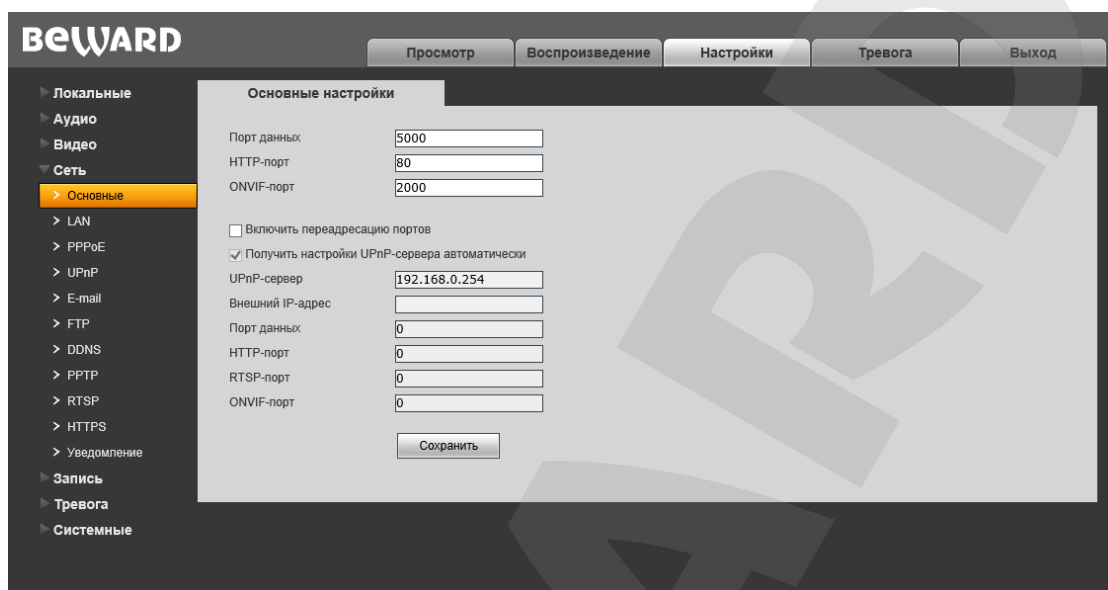 BEWARD
Просмотр
Воспроизведение
Настройки
Тревога
Выход
Локальные
Аудио
Видео
Сеть
> Основные
> LAN
> PPPoE
> UPnP
> E-mail
> FTP
> DDNS
> PPTP
> RTSP
> HTTPS
> Уведомление
Запись
Тревога
Системные
Основные настройки
Порт данных 5000
HTTP-порт 80
ONVIF-порт 2000
Включить переадресацию портов
Получить настройки UPnP-сервера автоматически
UPnP-сервер 192.168.0.254
Внешний IP-адрес
Порт данных 0
HTTP-порт 0
RTSP-порт 0
ONVIF-порт 0
Сохранить